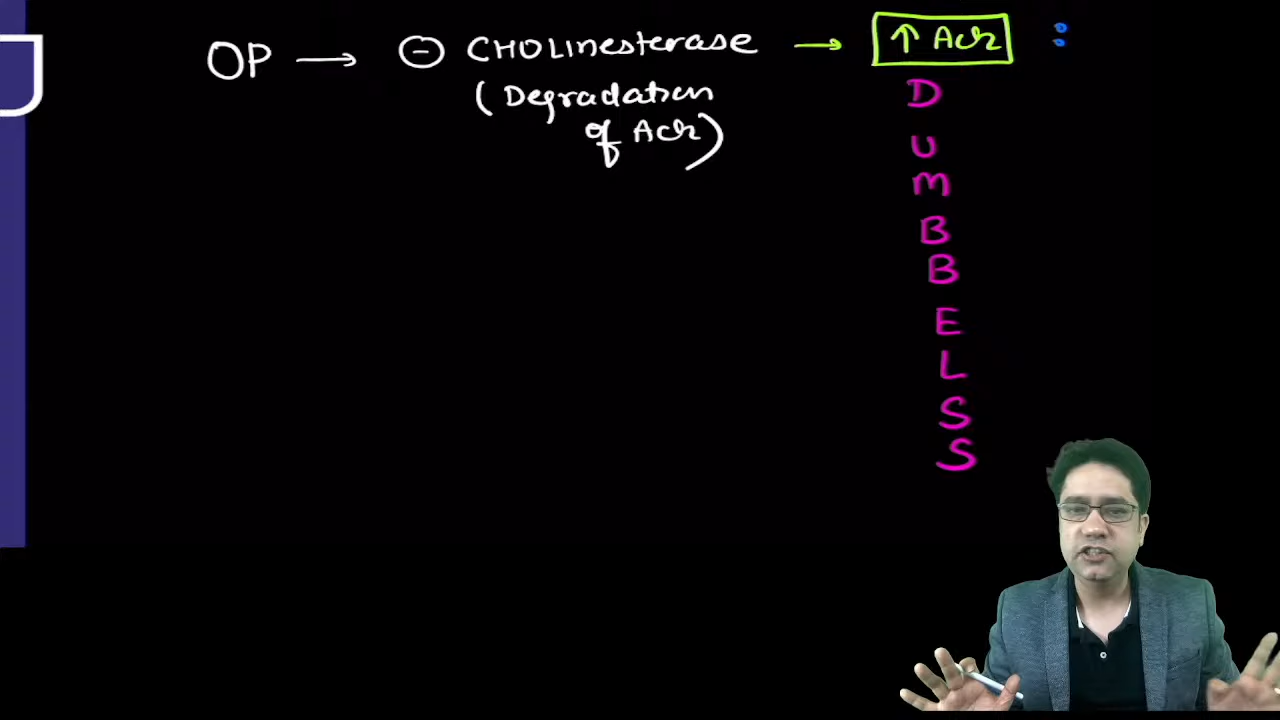 OP → ⊖ CHOLinesterase → ↑ Ach :
(Degradation
of Ach)
D
U
M
B
B
E
L
S
S